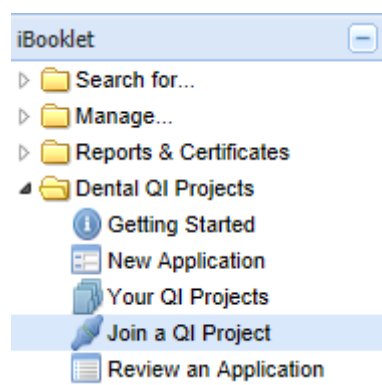 iBooklet
Search for...
Manage...
Reports & Certificates
Dental QI Projects
Getting Started
New Application
Your QI Projects
Join a QI Project
Review an Application